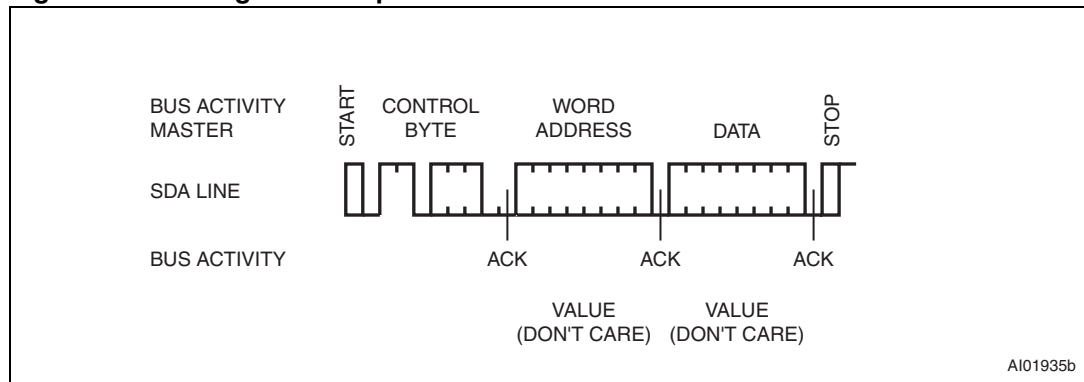 BUS ACTIVITY
MASTER
START
CONTROL
BYTE
WORD
ADDRESS
DATA
STOP
SDA LINE
BUS ACTIVITY
ACK
ACK
ACK
VALUE
(DON'T CARE)
VALUE
(DON'T CARE)
AI01935b